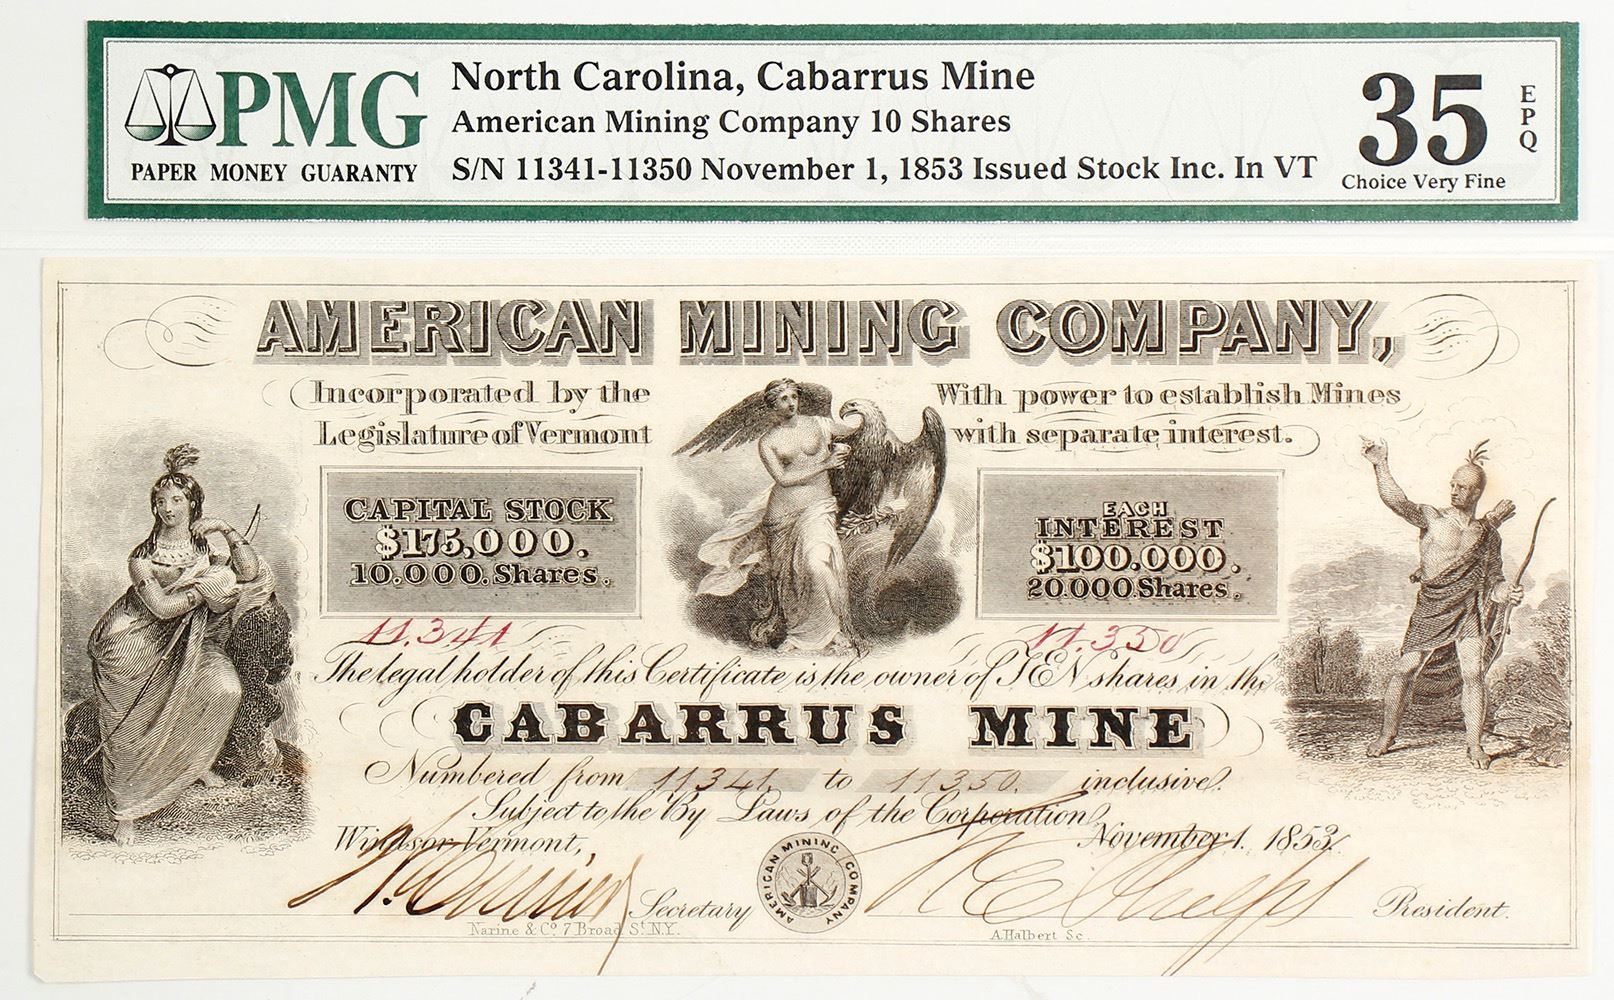 PMG
PAPER MONEY GUARANTY
North Carolina, Cabarrus Mine
American Mining Company 10 Shares
S/N 11341-11350 November 1, 1853 Issued Stock Inc. In VT
35
EPQ
Choice Very Fine
AMERICAN MINING COMPANY,
Incorporated by the
Legislature of Vermont
With power to establish Mines
with separate interest.
CAPITAL STOCK
$175,000.
10.000. Shares.
EACH
INTEREST
$100.000.
20.000 Shares.
11.341
11.350
The legal holder of this Certificate is the owner of TEN shares in the
CABARRUS MINE
Numbered from 11341. to 11350. inclusive.
Subject to the By Laws of the Corporation,
Windsor Vermont,
November 1. 1853.
AMERICAN MINING COMPANY
Secretary
President.
Narine & Co. 7 Broad St. N.Y.
A. Halbert Sc.